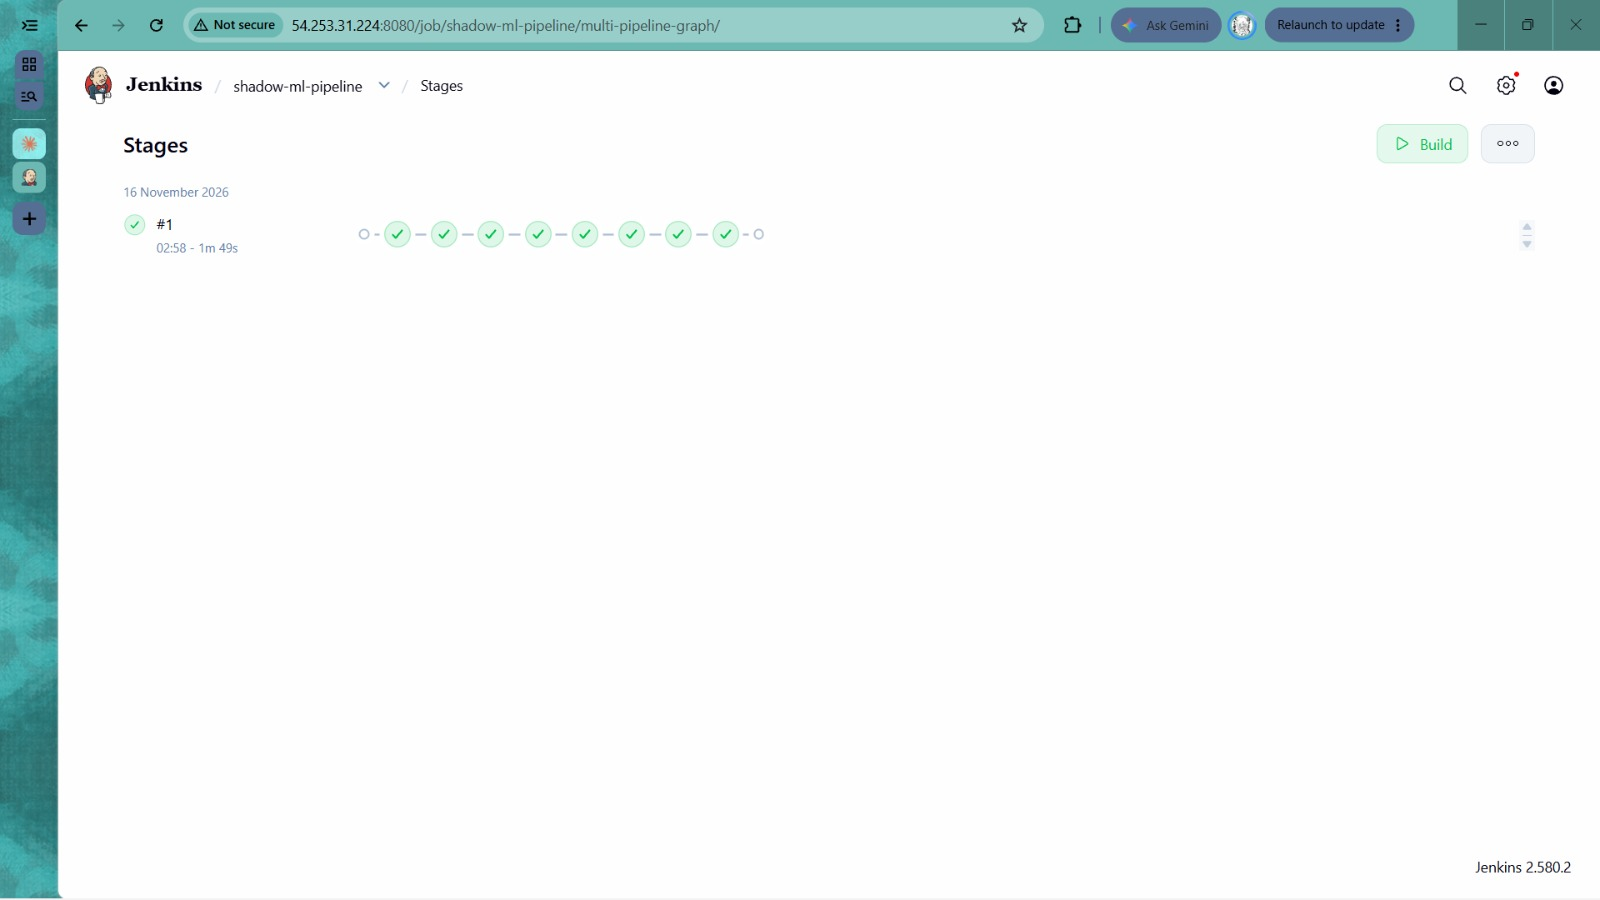 Not secure 54.253.31.224:8080/job/shadow-ml-pipeline/multi-pipeline-graph/ Ask Gemini Relaunch to update
Jenkins / shadow-ml-pipeline / Stages
Stages
Build
16 November 2026
#1
02:58 - 1m 49s
Jenkins 2.580.2